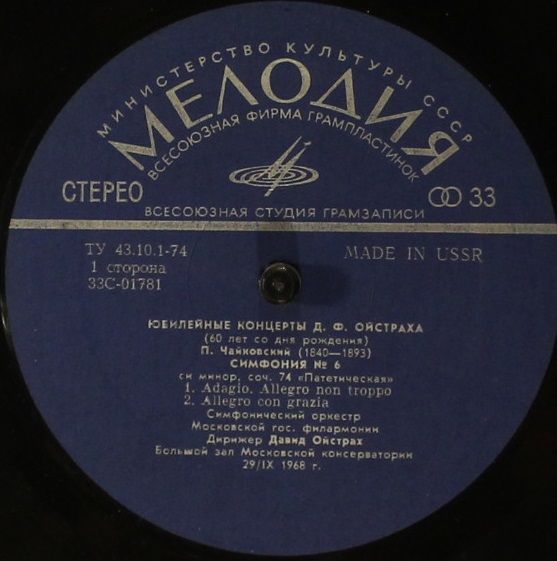 МИНИСТЕРСТВО КУЛЬТУРЫ СССР
МЕЛОДИЯ
ВСЕСОЮЗНАЯ ФИРМА ГРАМПЛАСТИНОК
СТЕРЕО
33
ВСЕСОЮЗНАЯ СТУДИЯ ГРАМЗАПИСИ
ТУ 43.10.1-74
MADE IN USSR
1 сторона
33С-01781
ЮБИЛЕЙНЫЕ КОНЦЕРТЫ Д. Ф. ОЙСТРАХА
(60 лет со дня рождения)
П. Чайковский (1840—1893)
СИМФОНИЯ № 6
си минор, соч. 74 «Патетическая»
1. Adagio. Allegro non troppo
2. Allegro con grazia
Симфонический оркестр
Московской гос. филармонии
Дирижер Давид Ойстрах
Большой зал Московской консерватории
29/IX 1968 г.